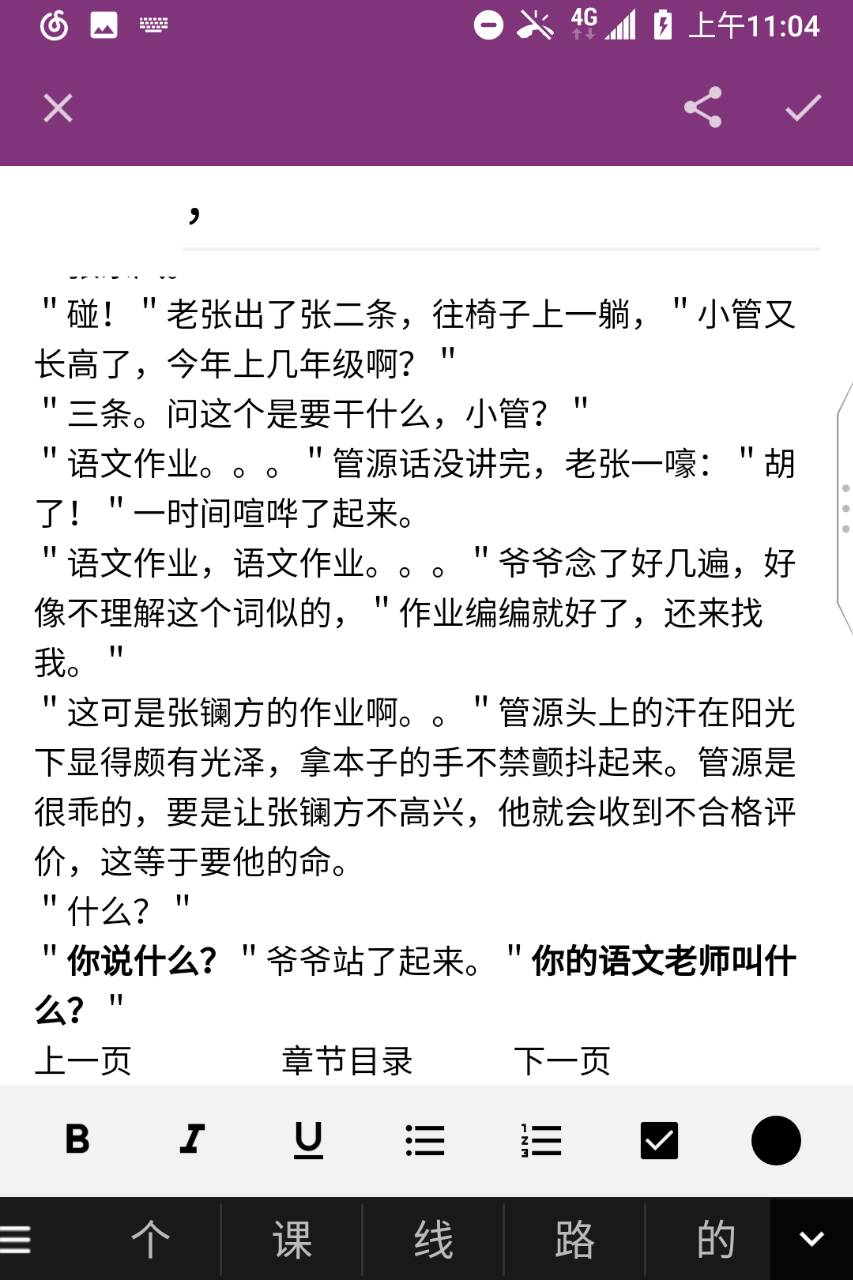 4G 上午11:04
，
＂碰！＂老张出了张二条，往椅子上一躺，＂小管又
长高了，今年上几年级啊？＂
＂三条。问这个是要干什么，小管？＂
＂语文作业。。。＂管源话没讲完，老张一嚎：＂胡
了！＂一时间喧哗了起来。
＂语文作业，语文作业。。。＂爷爷念了好几遍，好
像不理解这个词似的，＂作业编编就好了，还来找
我。＂
＂这可是张镧方的作业啊。。＂管源头上的汗在阳光
下显得颇有光泽，拿本子的手不禁颤抖起来。管源是
很乖的，要是让张镧方不高兴，他就会收到不合格评
价，这等于要他的命。
＂什么？＂
＂你说什么？＂爷爷站了起来。＂你的语文老师叫什
么？＂
上一页 章节目录 下一页
B I U
个 课 线 路 的